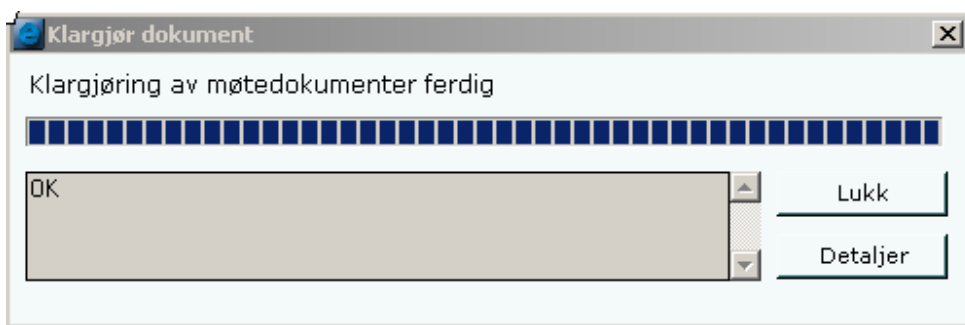 Klargjør dokument
Klargjøring av møtedokumenter ferdig
OK
Lukk
Detaljer